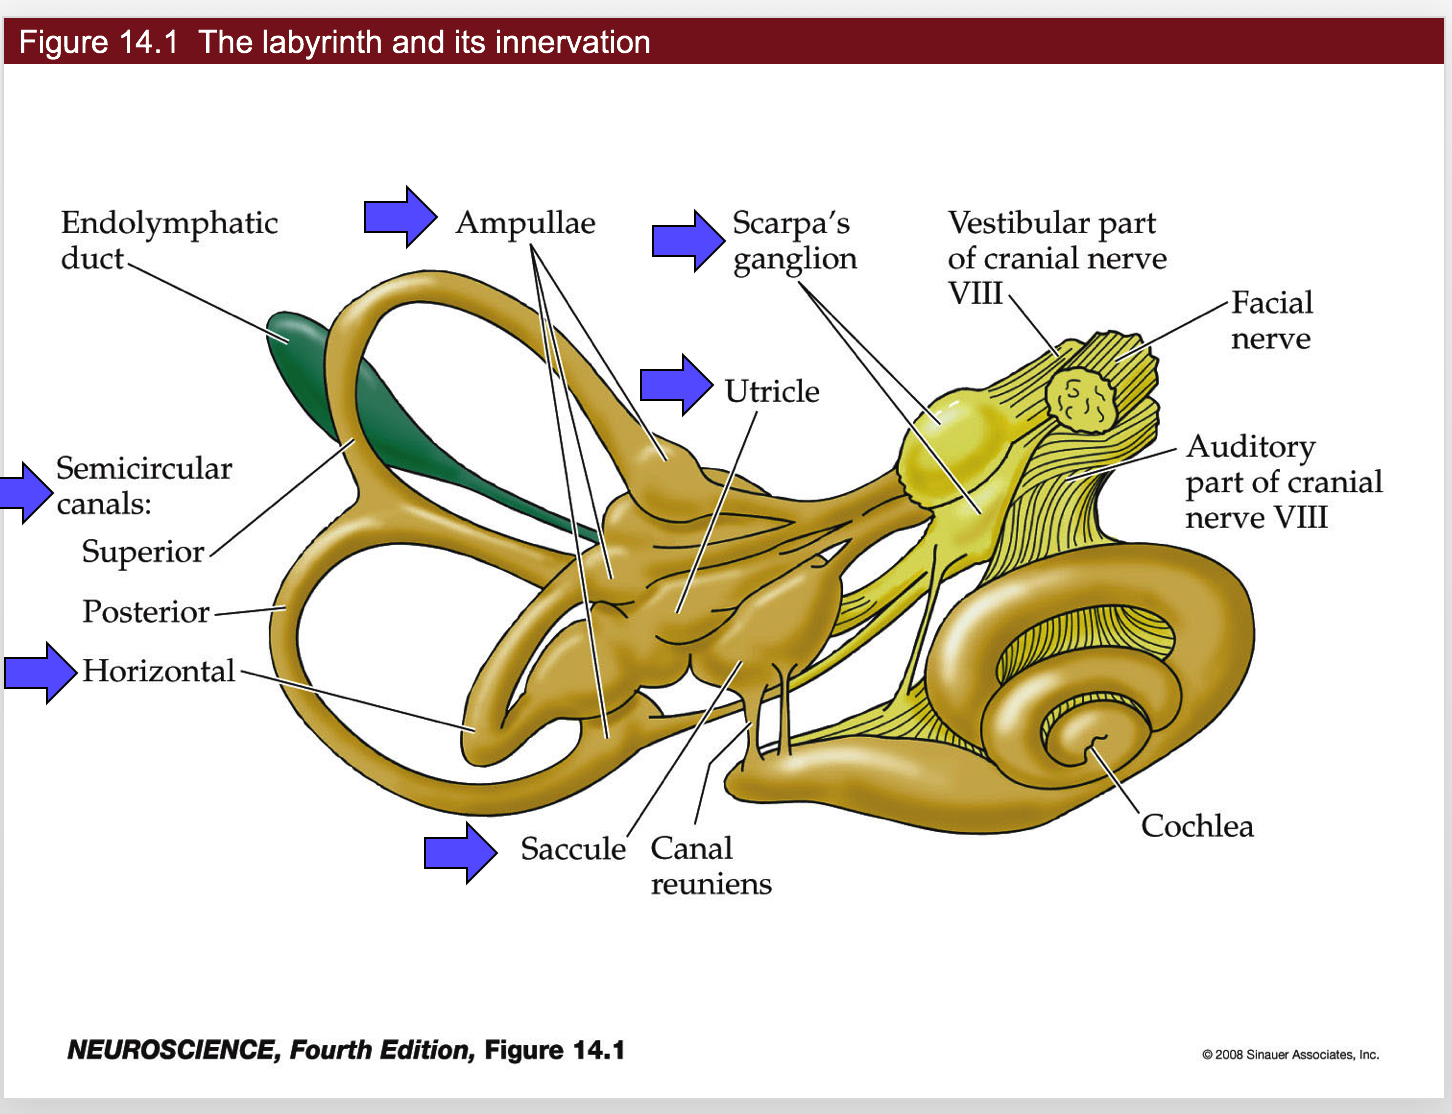 Figure 14.1 The labyrinth and its innervation
Endolymphatic
duct
Ampullae
Scarpa's
ganglion
Vestibular part
of cranial nerve
VIII
Facial
nerve
Utricle
Auditory
part of cranial
nerve VIII
Semicircular
canals:
Superior
Posterior
Horizontal
Saccule
Canal
reuniens
Cochlea
NEUROSCIENCE, Fourth Edition, Figure 14.1
© 2008 Sinauer Associates, Inc.